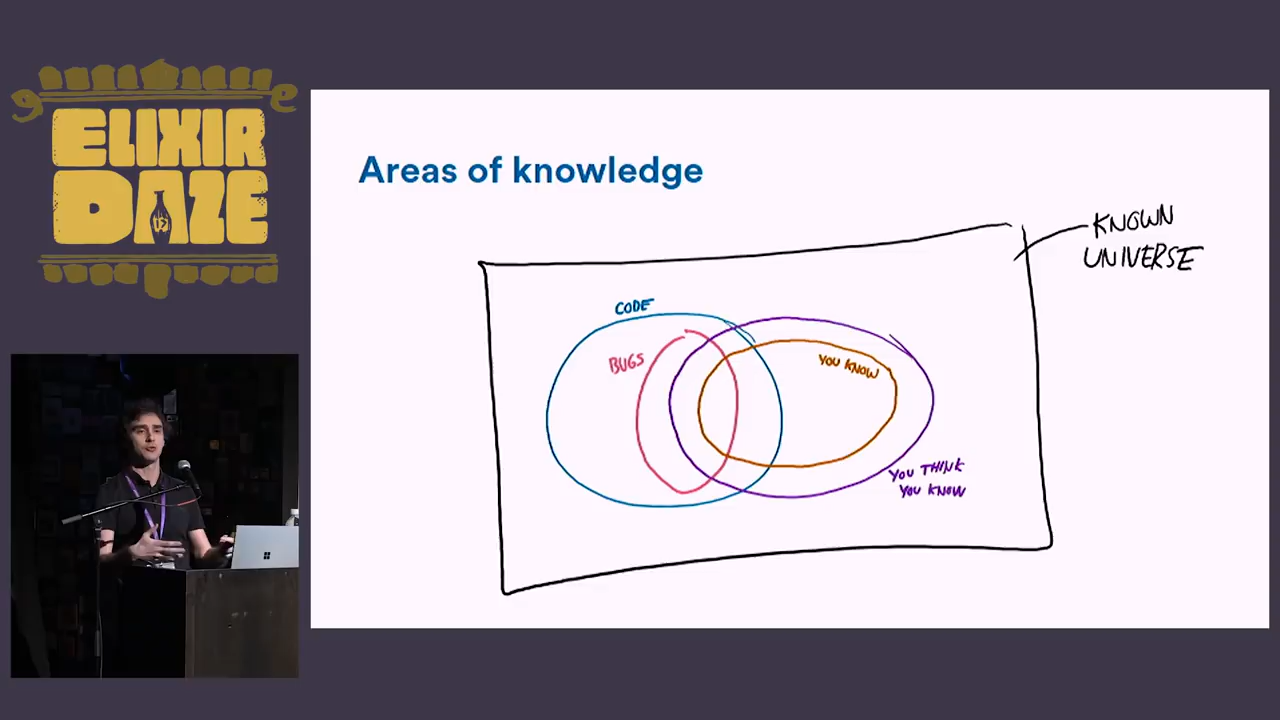 ELIXIR
DAZE
Areas of knowledge
KNOWN
UNIVERSE
CODE
BUGS
YOU KNOW
YOU THINK
YOU KNOW